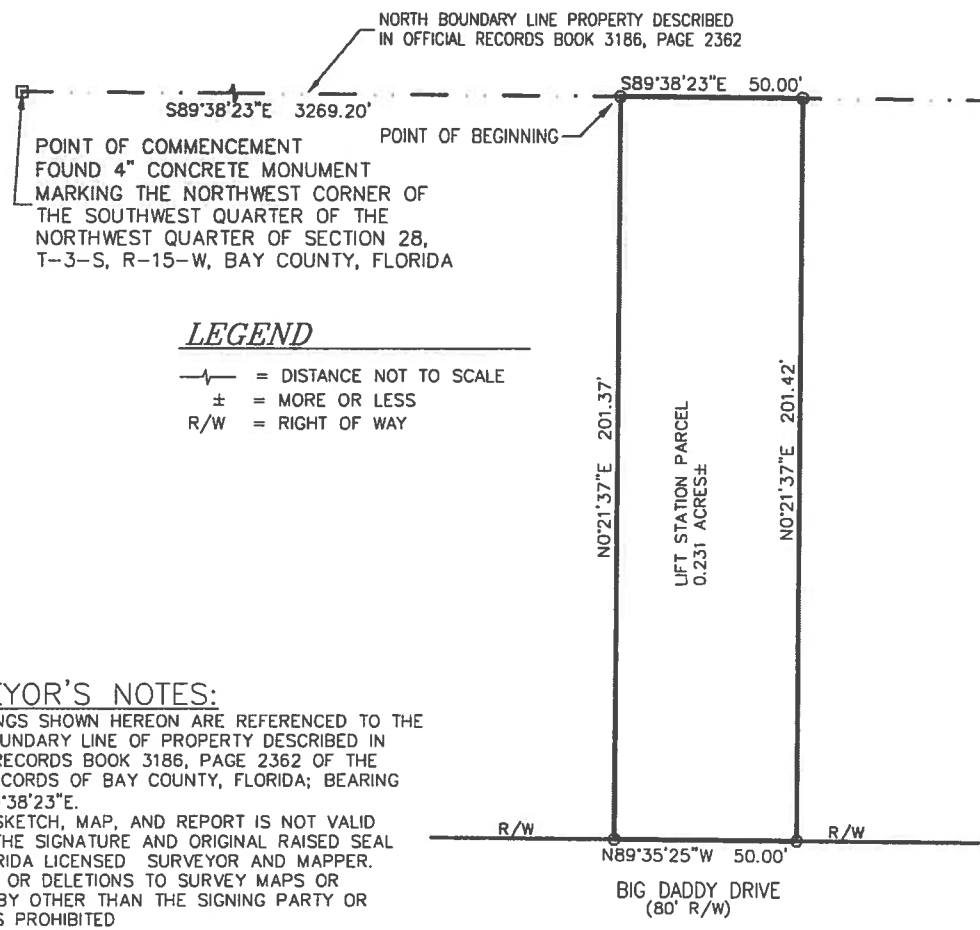 NORTH BOUNDARY LINE PROPERTY DESCRIBED
IN OFFICIAL RECORDS BOOK 3186, PAGE 2362
S89°38'23"E 3269.20'
S89°38'23"E 50.00'
POINT OF BEGINNING
POINT OF COMMENCEMENT
FOUND 4" CONCRETE MONUMENT
MARKING THE NORTHWEST CORNER OF
THE SOUTHWEST QUARTER OF THE
NORTHWEST QUARTER OF SECTION 28,
T-3-S, R-15-W, BAY COUNTY, FLORIDA
LEGEND
= DISTANCE NOT TO SCALE
± = MORE OR LESS
R/W = RIGHT OF WAY
N0°21'37"E 201.37'
LIFT STATION PARCEL
0.231 ACRES±
N0°21'37"E 201.42'
EYOR'S NOTES:
NGS SHOWN HEREON ARE REFERENCED TO THE
UNDARY LINE OF PROPERTY DESCRIBED IN
RECORDS BOOK 3186, PAGE 2362 OF THE
CORDS OF BAY COUNTY, FLORIDA; BEARING
°38'23"E.
SKETCH, MAP, AND REPORT IS NOT VALID
THE SIGNATURE AND ORIGINAL RAISED SEAL
RIDA LICENSED SURVEYOR AND MAPPER.
OR DELETIONS TO SURVEY MAPS OR
BY OTHER THAN THE SIGNING PARTY OR
S PROHIBITED
R/W
R/W
N89°35'25"W 50.00'
BIG DADDY DRIVE
(80' R/W)